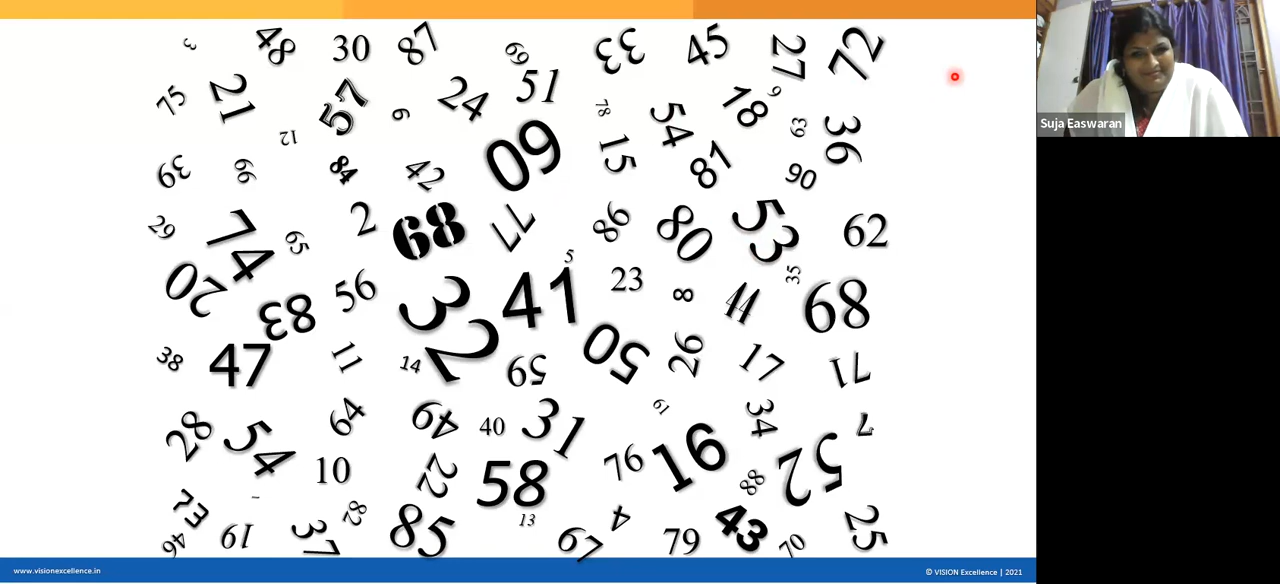 3 48 30 87 69 33 45 27 72
75 21 57 6 24 51 78 54 18 9 63 36
12 84 42 09 15 81 90
39 66
29 74 65 2 68 77 86 80 53 62
20 83 56 32 5 41 23 8 44 35 68
38 47 11 14 59 50 26 17 71
28 54 64 49 40 31 61 34 7
10 22 58 76 16 88 52
19 37 82 85 13 67 4 79 43 70 25
46
Suja Easwaran
www.visionexcellence.in
© VISION Excellence | 2021